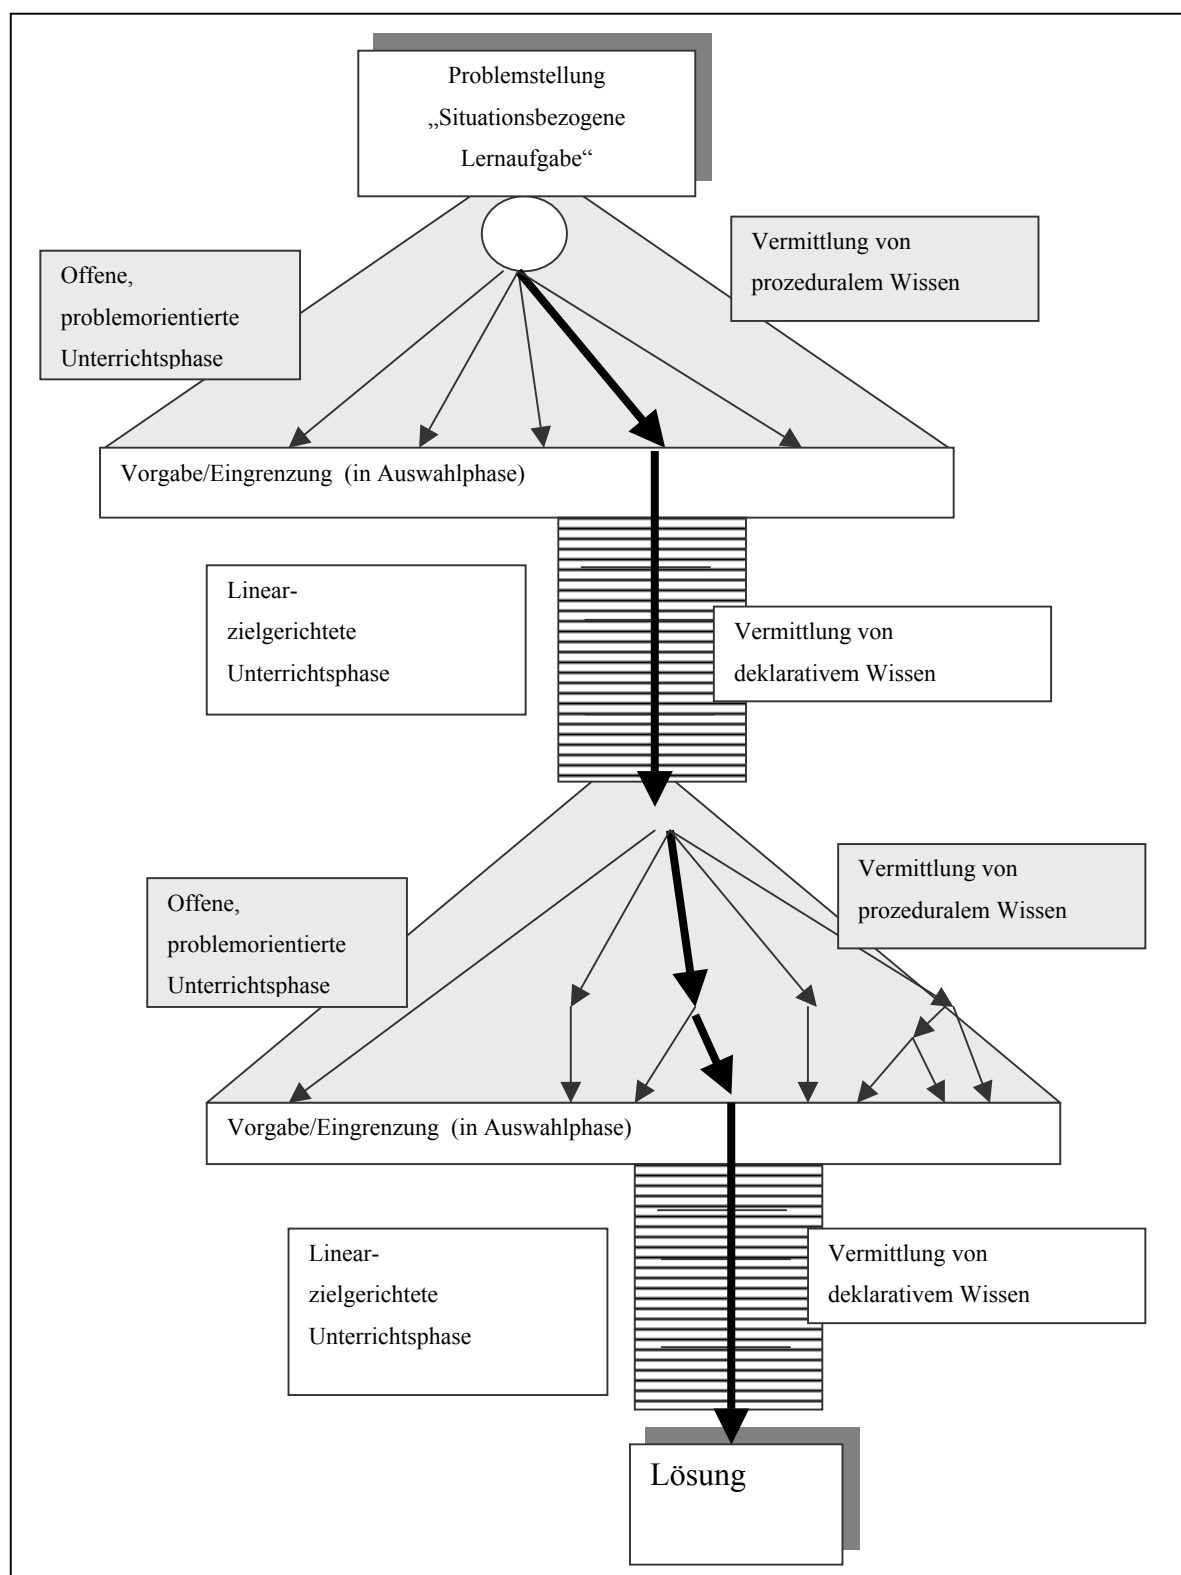 Problemstellung
„Situationsbezogene
Lernaufgabe“
Vermittlung von
prozeduralem Wissen
Offene,
problemorientierte
Unterrichtsphase
Vorgabe/Eingrenzung (in Auswahlphase)
Linear-
zielgerichtete
Unterrichtsphase
Vermittlung von
deklarativem Wissen
Vermittlung von
prozeduralem Wissen
Offene,
problemorientierte
Unterrichtsphase
Vorgabe/Eingrenzung (in Auswahlphase)
Linear-
zielgerichtete
Unterrichtsphase
Vermittlung von
deklarativem Wissen
Lösung